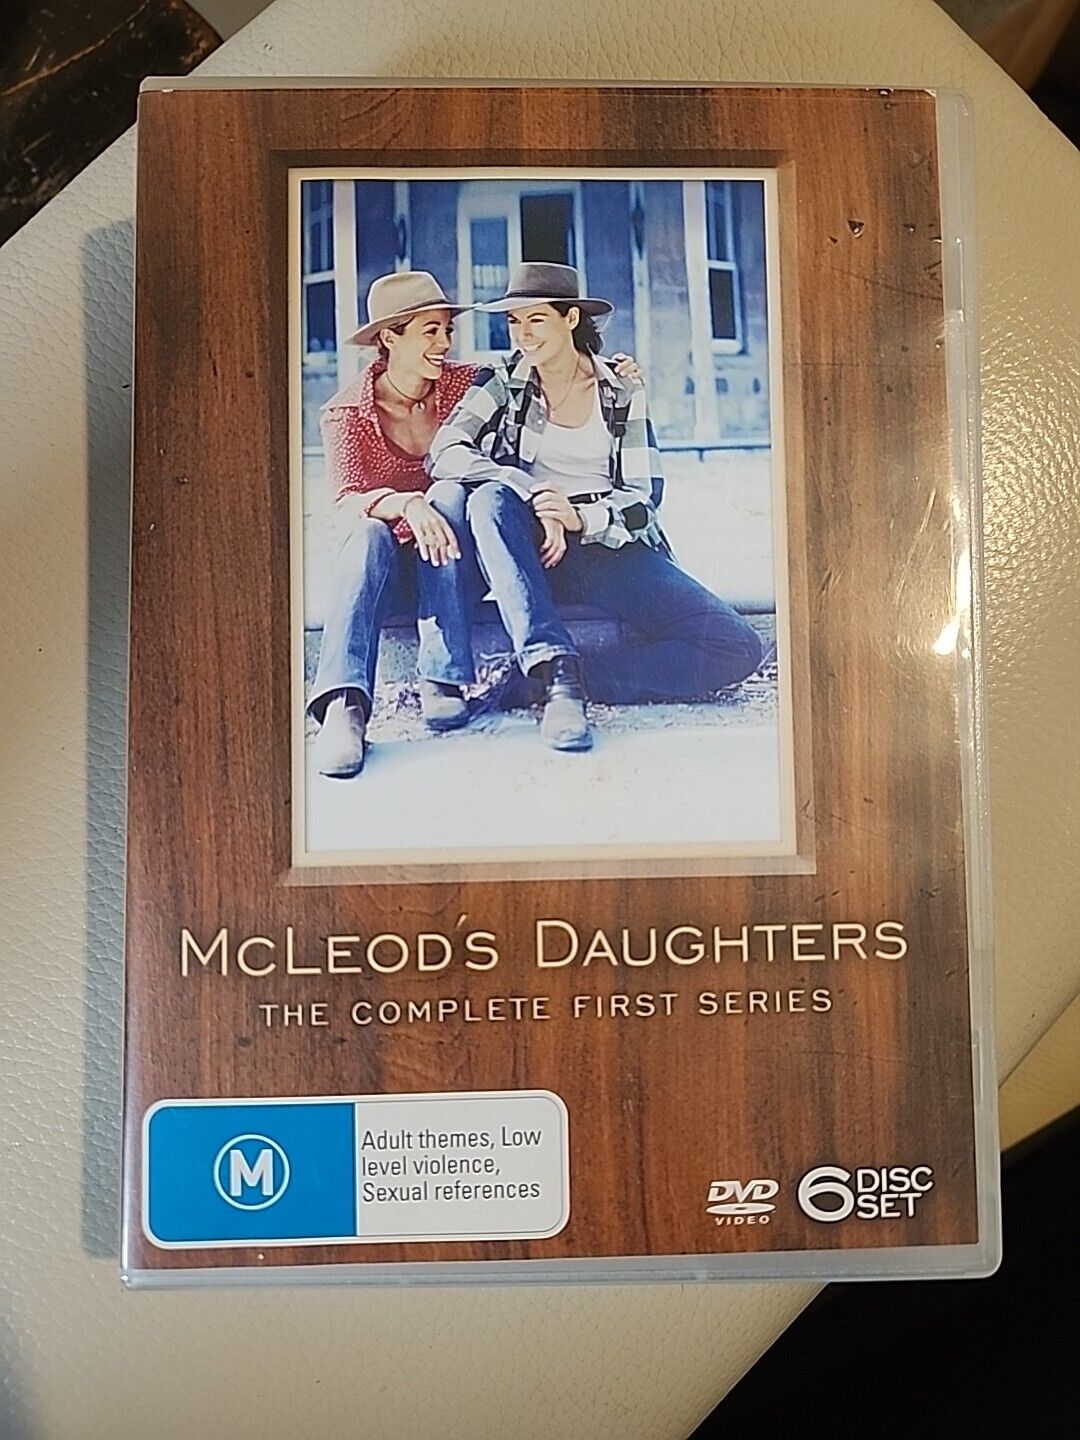 McLeod's Daughters
THE COMPLETE FIRST SERIES
M
Adult themes, Low
level violence,
Sexual references
DVD
VIDEO
6 DISC
SET